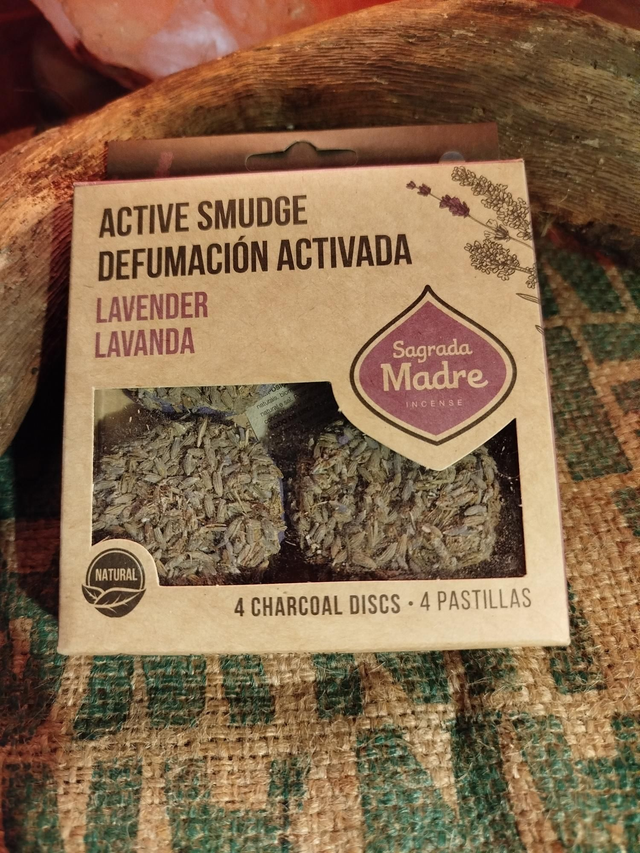 ACTIVE SMUDGE
DEFUMACIÓN ACTIVADA
LAVENDER
LAVANDA
Sagrada
Madre
INCENSE
NATURAL
4 CHARCOAL DISCS • 4 PASTILLAS